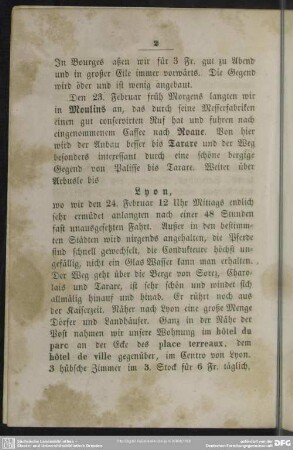 2
In Bourges aßen wir für 3 Fr. gut zu Abend
und in großer Eile immer vorwärts. Die Gegend
wird öder und ist wenig angebaut.
Den 23. Februar früh Morgens langten wir
in Moulins an, das durch seine Messerfabriken
einen gut conservirten Ruf hat und fuhren nach
eingenommenem Caffee nach Roane. Von hier
wird der Anbau besser bis Tarare und der Weg
besonders interessant durch eine schöne bergige
Gegend von Palisse bis Tarare. Weiter über
Arbusle bis
Lyon,
wo wir den 24. Februar 12 Uhr Mittags endlich
sehr ermüdet anlangten nach einer 48 Stunden
fast unausgesetzten Fahrt. Außer in den bestimm-
ten Städten wird nirgends angehalten, die Pferde
sind schnell gewechselt, die Conducteure höchst un-
gefällig, nicht ein Glas Wasser kann man erhalten.
Der Weg geht über die Berge von Sorez, Charo-
lais und Tarare, ist sehr schön und windet sich
allmälig hinauf und hinab. Er rührt noch aus
der Kaiserzeit. Näher nach Lyon eine große Menge
Dörfer und Landhäuser. Ganz in der Nähe der
Post nahmen wir unsere Wohnung im hôtel du
parc an der Ecke des place terreaux, dem
hôtel de ville gegenüber, im Centro von Lyon.
3 hübsche Zimmer im 3. Stock für 6 Fr. täglich,